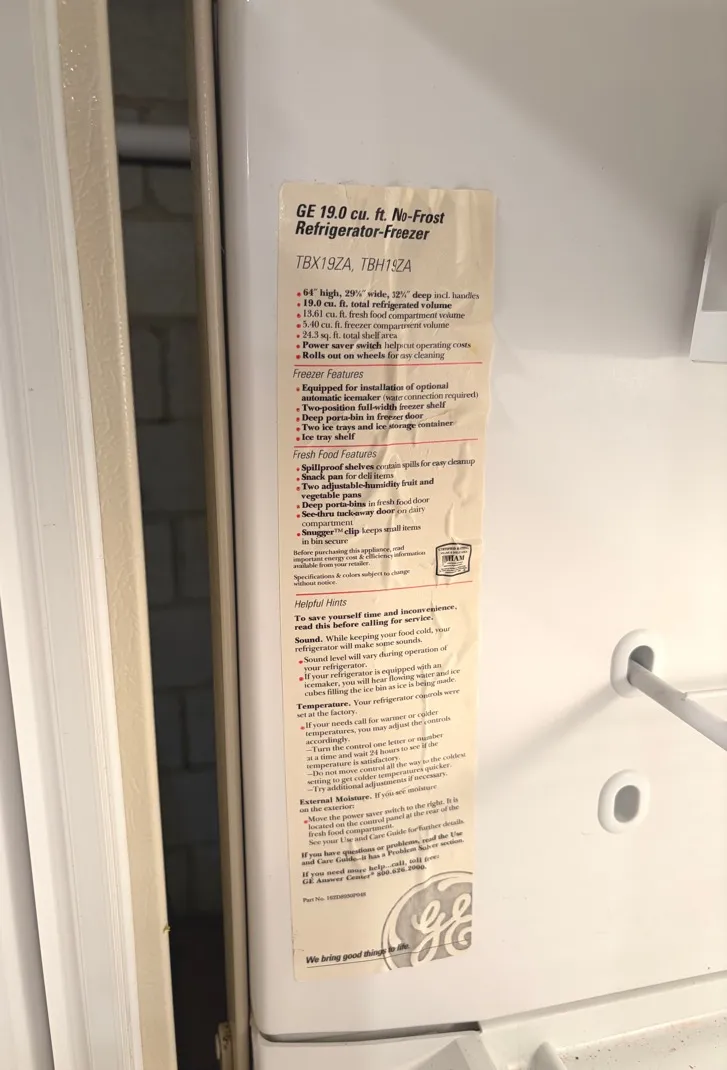 GE 19.0 cu. ft. No-Frost
Refrigerator-Freezer
TBX19ZA, TBH19ZA
64" high, 29⅝" wide, 32¼" deep incl. handles
19.0 cu. ft. total refrigerated volume
13.61 cu. ft. fresh food compartment volume
5.40 cu. ft. freezer compartment volume
24.3 sq. ft. total shelf area
Power saver switch helps cut operating costs
Rolls out on wheels for easy cleaning
Freezer Features
Equipped for installation of optional
automatic icemaker (water connection required)
Two-position full-width freezer shelf
Deep porta-bin in freezer door
Two ice trays and ice storage container
Ice tray shelf
Fresh Food Features
Spillproof shelves contain spills for easy cleanup
Snack pan for deli items
Two adjustable-humidity fruit and
vegetable pans
Deep porta-bins in fresh food door
See-thru tuck-away door on dairy
compartment
Snugger™ clip keeps small items
in bin secure
Before purchasing this appliance, read
important energy cost & efficiency information
available from your retailer.
Specifications & colors subject to change
without notice.
Helpful Hints
To save yourself time and inconvenience,
read this before calling for service.
Sound. While keeping your food cold, your
refrigerator will make some sounds.
Sound level will vary during operation of
your refrigerator.
If your refrigerator is equipped with an
icemaker, you will hear flowing water and ice
cubes filling the ice bin as ice is being made.
Temperature. Your refrigerator controls were
set at the factory.
If your needs call for warmer or colder
temperatures, you may adjust the controls
accordingly.
–Turn the control one letter or number
at a time and wait 24 hours to see if the
temperature is satisfactory.
–Do not move control all the way to the coldest
setting to get colder temperatures quicker.
–Try additional adjustments if necessary.
External Moisture. If you see moisture
on the exterior:
Move the power saver switch to the right. It is
located on the control panel at the rear of the
fresh food compartment.
See your Use and Care Guide for further details.
If you have questions or problems, read the Use
and Care Guide–it has a Problem Solver section.
If you need more help...call, toll free:
GE Answer Center® 800.626.2000.
Part No.
GE
We bring good things to life.